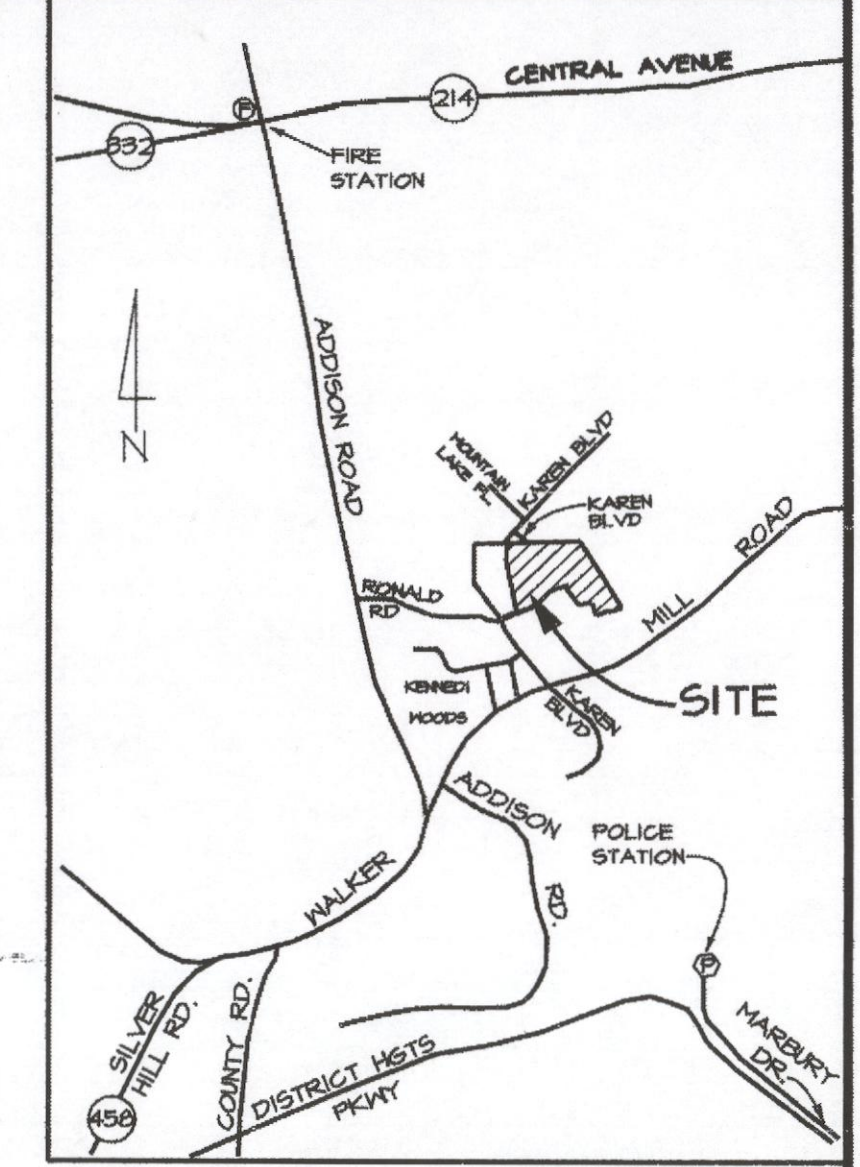 CENTRAL AVENUE
214
F
332
FIRE
STATION
ADDISON ROAD
N
MOUNTAIN
LAKE PL
KAREN BLVD
KAREN
BLVD
RONALD
RD
MILL ROAD
KENNEDI
WOODS
KAREN
BLVD
SITE
ADDISON RD.
POLICE
STATION
WALKER
P
SILVER
HILL RD.
COUNTY RD.
MARBURY
DR.
DISTRICT HGTS
PKWY
458